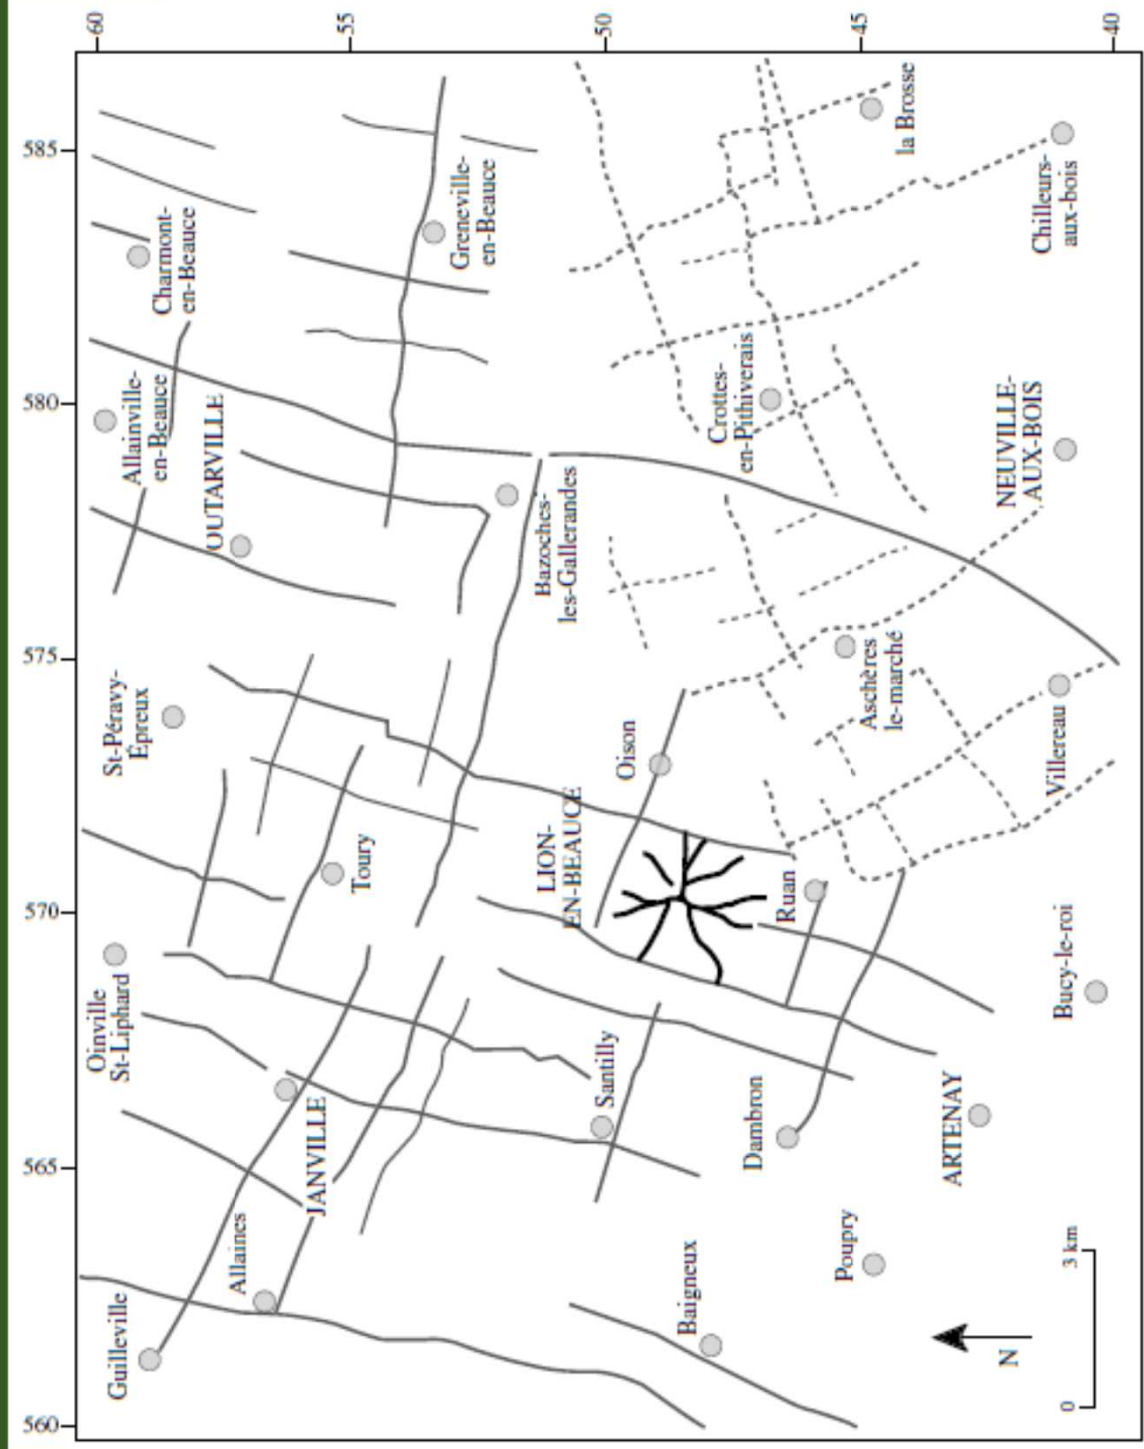 60
55
50
45
40
560
565
570
575
580
585
Guilleville
Allaines
Oinville
St-Liphard
JANVILLE
Toury
St-Péravy-
Épreux
OUTARVILLE
Allainville-
en-Beauce
Charmont-
en-Beauce
Greneville-
en-Beauce
Bazoches-
les-Gallerandes
LION-
EN-BEAUCE
Oison
Santilly
Ruan
Dambron
Baigneux
Poupry
ARTENAY
Bucy-le-roi
Villereau
Aschères
le-marché
Crottes-
en-Pithiverais
NEUVILLE-
AUX-BOIS
Chilleurs-
aux-bois
la Brosse
N
0
3 km